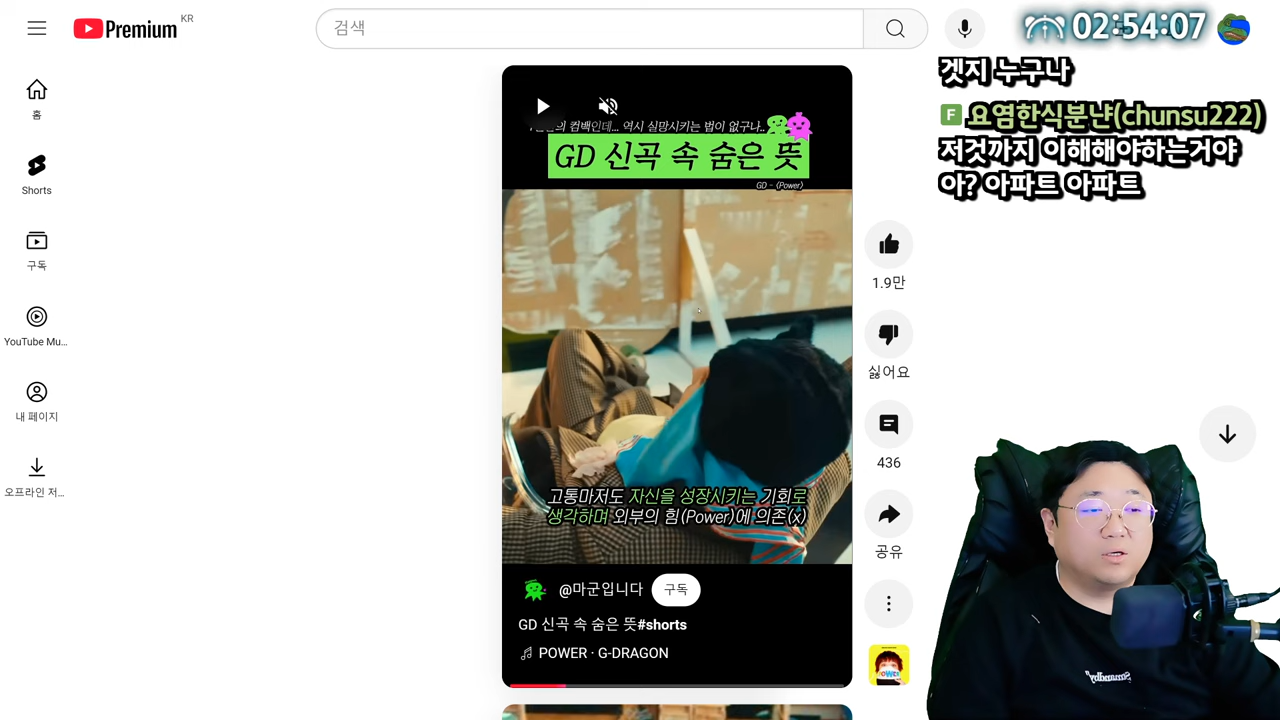 Premium KR
검색
02:54:07
홈
Shorts
구독
YouTube Mu...
내 페이지
오프라인 저...
컴백인데... 역시 실망시키는 법이 없구나..
GD 신곡 속 숨은 뜻
GD - (Power)
고통마저도 자신을 성장시키는 기회로
생각하며 외부의 힘(Power)에 의존(x)
@마군입니다
구독
GD 신곡 속 숨은 뜻#shorts
POWER · G-DRAGON
1.9만
싫어요
436
공유
겟지 누구나
F 요염한식분냔(chunsu222)
저것까지 이해해야하는거야
아? 아파트 아파트